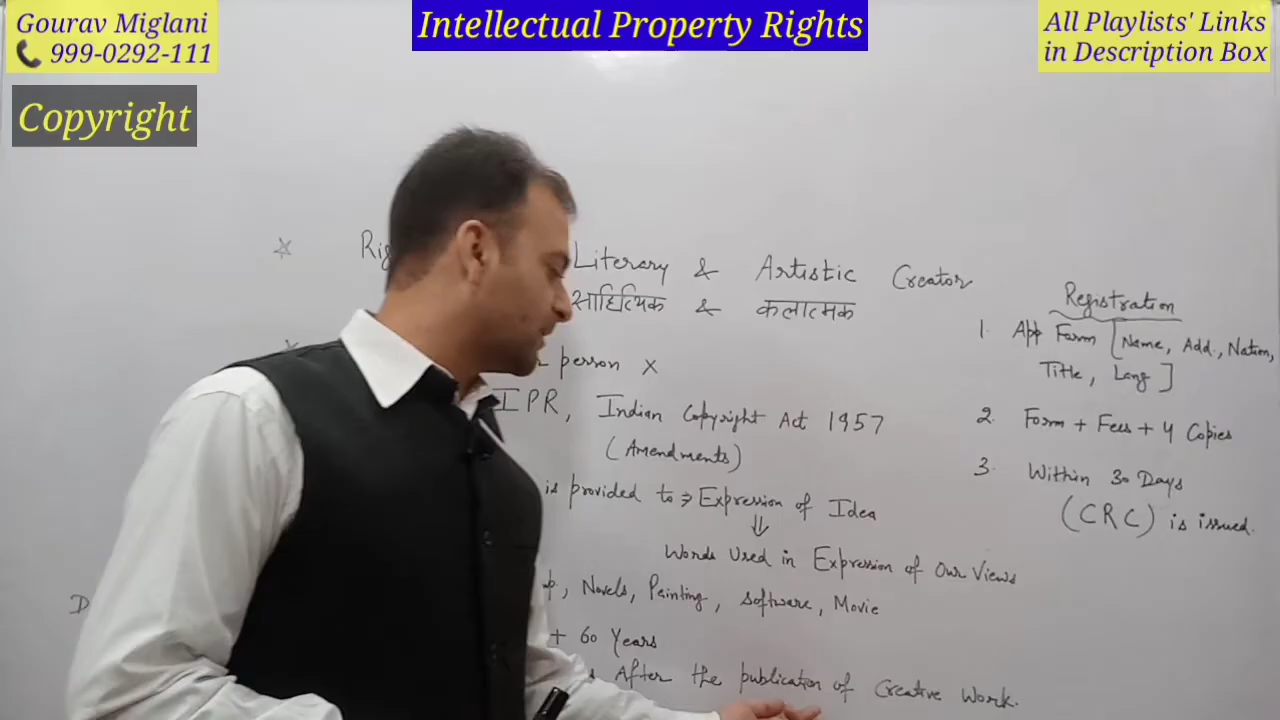 Gourav Miglani
📞 999-0292-111
Intellectual Property Rights
All Playlists' Links
in Description Box
Copyright
☆ Literary & Artistic Creator
साहित्यिक & कलात्मक
person X
IPR, Indian Copyright Act 1957
(Amendments)
is provided to ⇒ Expression of Idea
⇓
Words Used in Expression of Our Views
Novels, Painting, Software, Movie
+ 60 Years
After the publication of Creative Work.
Registration
1. App Form [Name, Add., Nation,
Title, Lang]
2. Form + Fees + 4 Copies
3. Within 30 Days
(CRC) is issued.